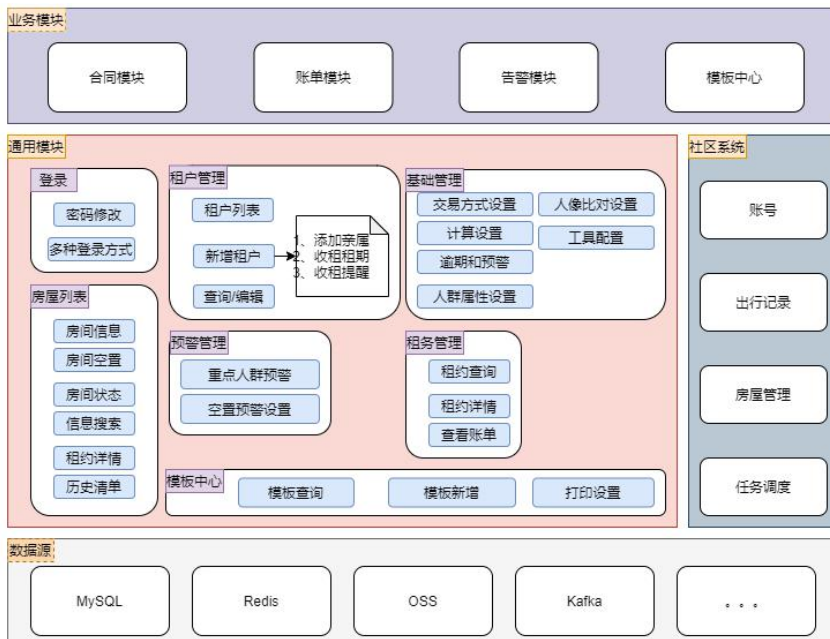 业务模块
合同模块
账单模块
告警模块
模板中心
通用模块
登录
密码修改
多种登录方式
租户管理
租户列表
新增租户
查询/编辑
1、添加亲属
2、收租租期
3、收租提醒
基础管理
交易方式设置
人像比对设置
计算设置
工具配置
逾期和预警
人群属性设置
房屋列表
房间信息
房间空置
房间状态
信息搜索
租约详情
历史清单
预警管理
重点人群预警
空置预警设置
租务管理
租约查询
租约详情
查看账单
模板中心
模板查询
模板新增
打印设置
社区系统
账号
出行记录
房屋管理
任务调度
数据源
MySQL
Redis
OSS
Kafka
。。。